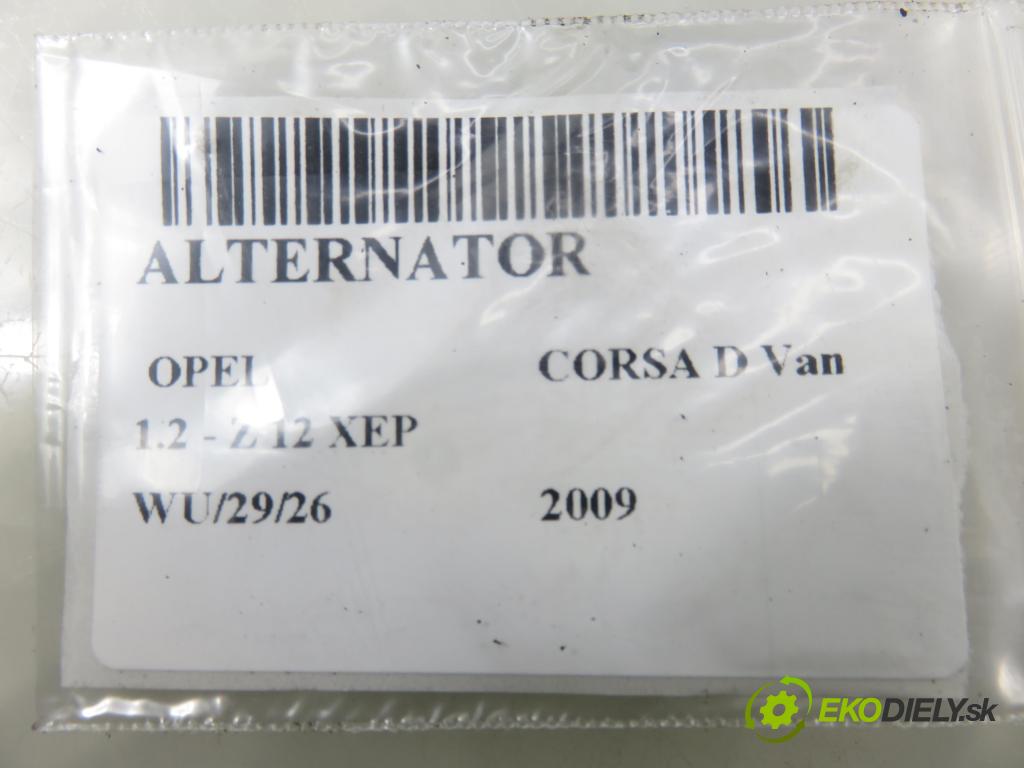 ALTERNATOR
OPEL CORSA D Van
1.2 - Z 12 XEP
WU/29/26 2009
EKODIELY.sk